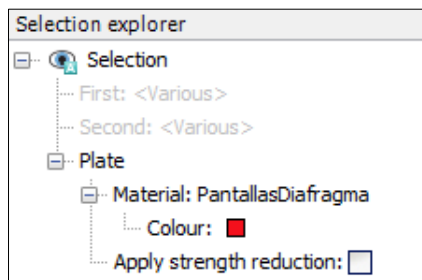 Selection explorer
Selection
First: <Various>
Second: <Various>
Plate
Material: PantallasDiafragma
Colour:
Apply strength reduction: